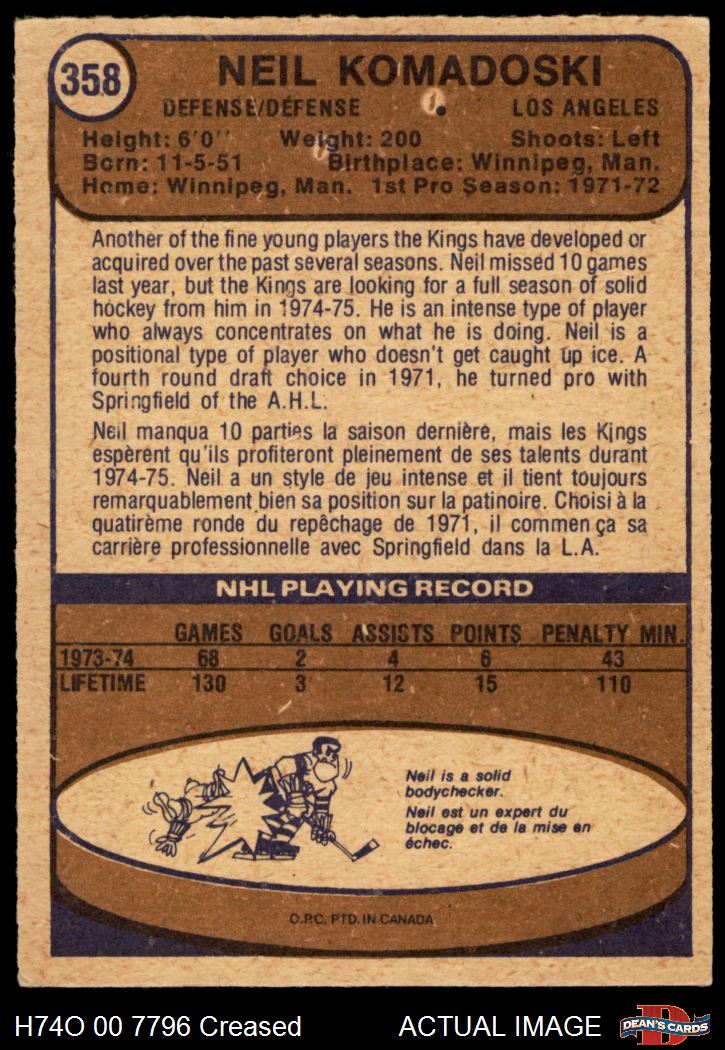 358
NEIL KOMADOSKI
DEFENSE/DÉFENSE • LOS ANGELES
Height: 6'0'' Weight: 200 Shoots: Left
Born: 11-5-51 Birthplace: Winnipeg, Man.
Home: Winnipeg, Man. 1st Pro Season: 1971-72
Another of the fine young players the Kings have developed or
acquired over the past several seasons. Neil missed 10 games
last year, but the Kings are looking for a full season of solid
hockey from him in 1974-75. He is an intense type of player
who always concentrates on what he is doing. Neil is a
positional type of player who doesn't get caught up ice. A
fourth round draft choice in 1971, he turned pro with
Springfield of the A.H.L.
Neil manqua 10 parties la saison dernière, mais les Kings
espèrent qu'ils profiteront pleinement de ses talents durant
1974-75. Neil a un style de jeu intense et il tient toujours
remarquablement bien sa position sur la patinoire. Choisi à la
quatirème ronde du repêchage de 1971, il commen ça sa
carrière professionnelle avec Springfield dans la L.A.
NHL PLAYING RECORD
GAMES GOALS ASSISTS POINTS PENALTY MIN.
1973-74 68 2 4 6 43
LIFETIME 130 3 12 15 110
Neil is a solid
bodychecker.
Neil est un expert du
blocage et de la mise en
échec.
O.P.C. PTD. IN CANADA
H74O 00 7796 Creased ACTUAL IMAGE
DEAN'S CARDS